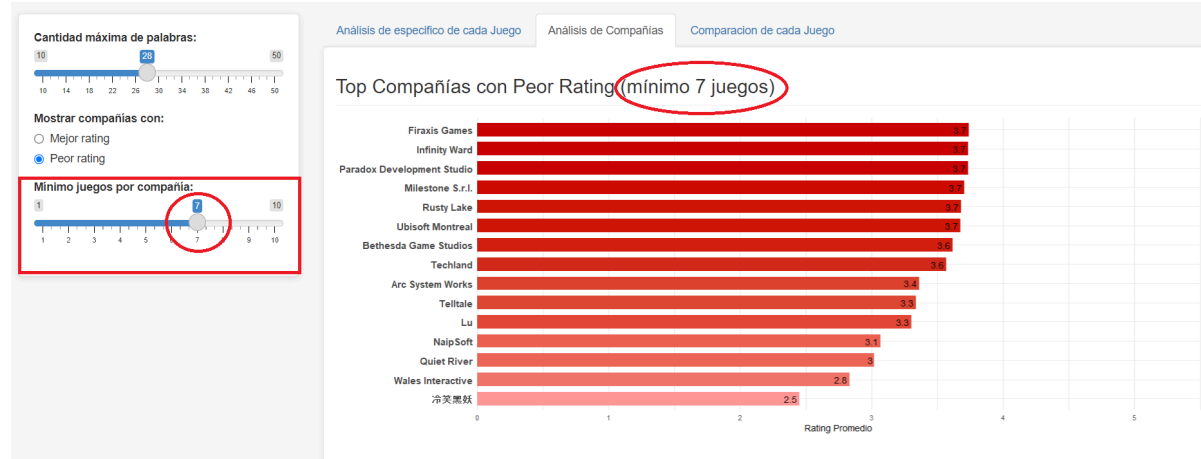 Cantidad máxima de palabras:
10 28 50
10 14 18 22 26 30 34 38 42 46 50
Mostrar compañías con:
Mejor rating
Peor rating
Mínimo juegos por compañía:
1 7 10
1 2 3 4 5 6 7 8 9 10
Análisis de especifico de cada Juego Análisis de Compañías Comparacion de cada Juego
Top Compañías con Peor Rating (mínimo 7 juegos)
Firaxis Games 3.7
Infinity Ward 3.7
Paradox Development Studio 3.7
Milestone S.r.l. 3.7
Rusty Lake 3.7
Ubisoft Montreal 3.7
Bethesda Game Studios 3.6
Techland 3.6
Arc System Works 3.4
Telltale 3.3
Lu 3.3
NaipSoft 3.1
Quiet River 3
Wales Interactive 2.8
冷笑黑妖 2.5
0 1 2 3 4 5
Rating Promedio